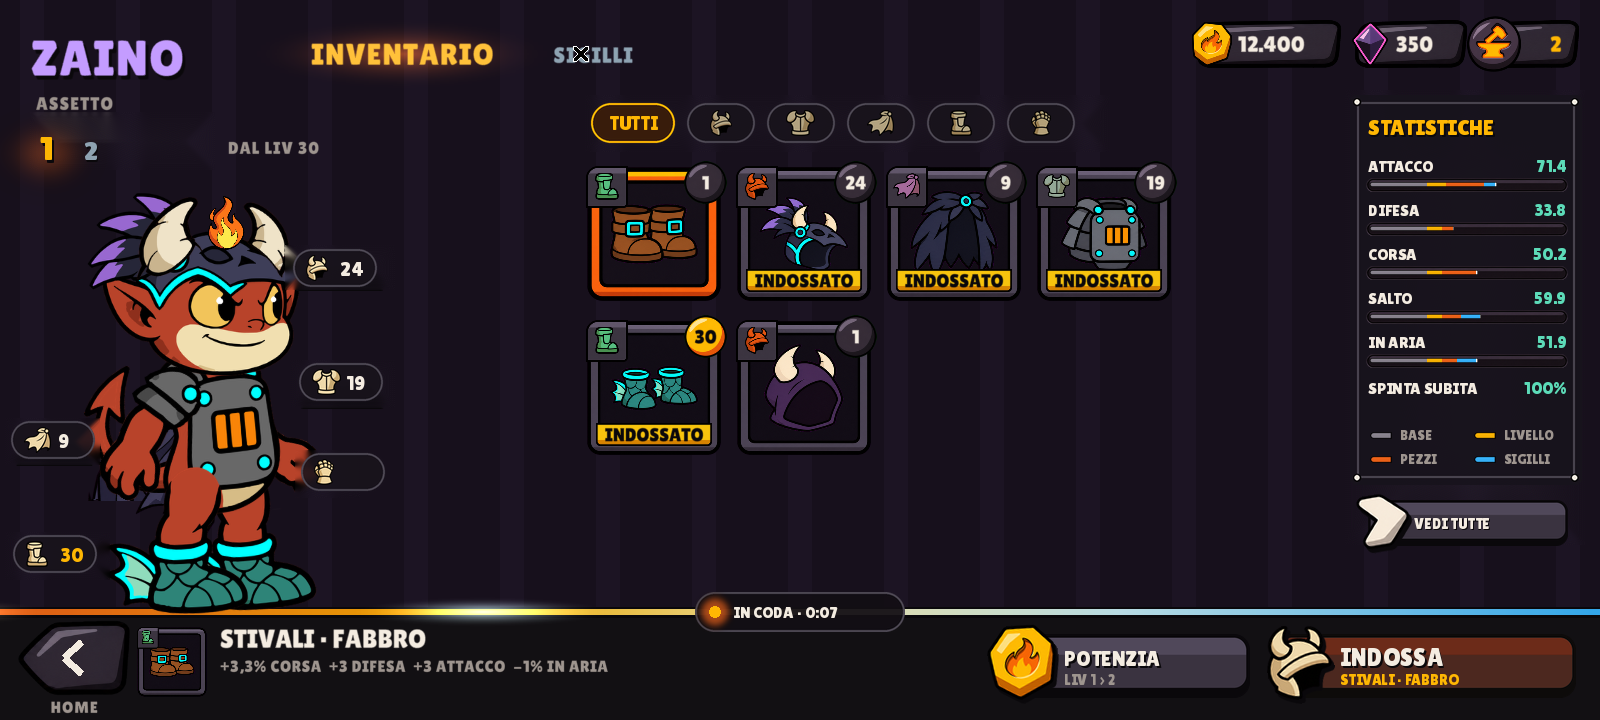 ZAINO
INVENTARIO
SIGILLI
12.400
350
2
ASSETTO
1
2
DAL LIV 30
TUTTI
24
19
9
30
1
24
INDOSSATO
9
INDOSSATO
19
INDOSSATO
30
INDOSSATO
1
STATISTICHE
ATTACCO 71.4
DIFESA 33.8
CORSA 50.2
SALTO 59.9
IN ARIA 51.9
SPINTA SUBITA 100%
BASE
LIVELLO
PEZZI
SIGILLI
VEDI TUTTE
IN CODA · 0:07
HOME
STIVALI · FABBRO
+3,3% CORSA +3 DIFESA +3 ATTACCO −1% IN ARIA
POTENZIA
LIV 1 › 2
INDOSSA
STIVALI · FABBRO